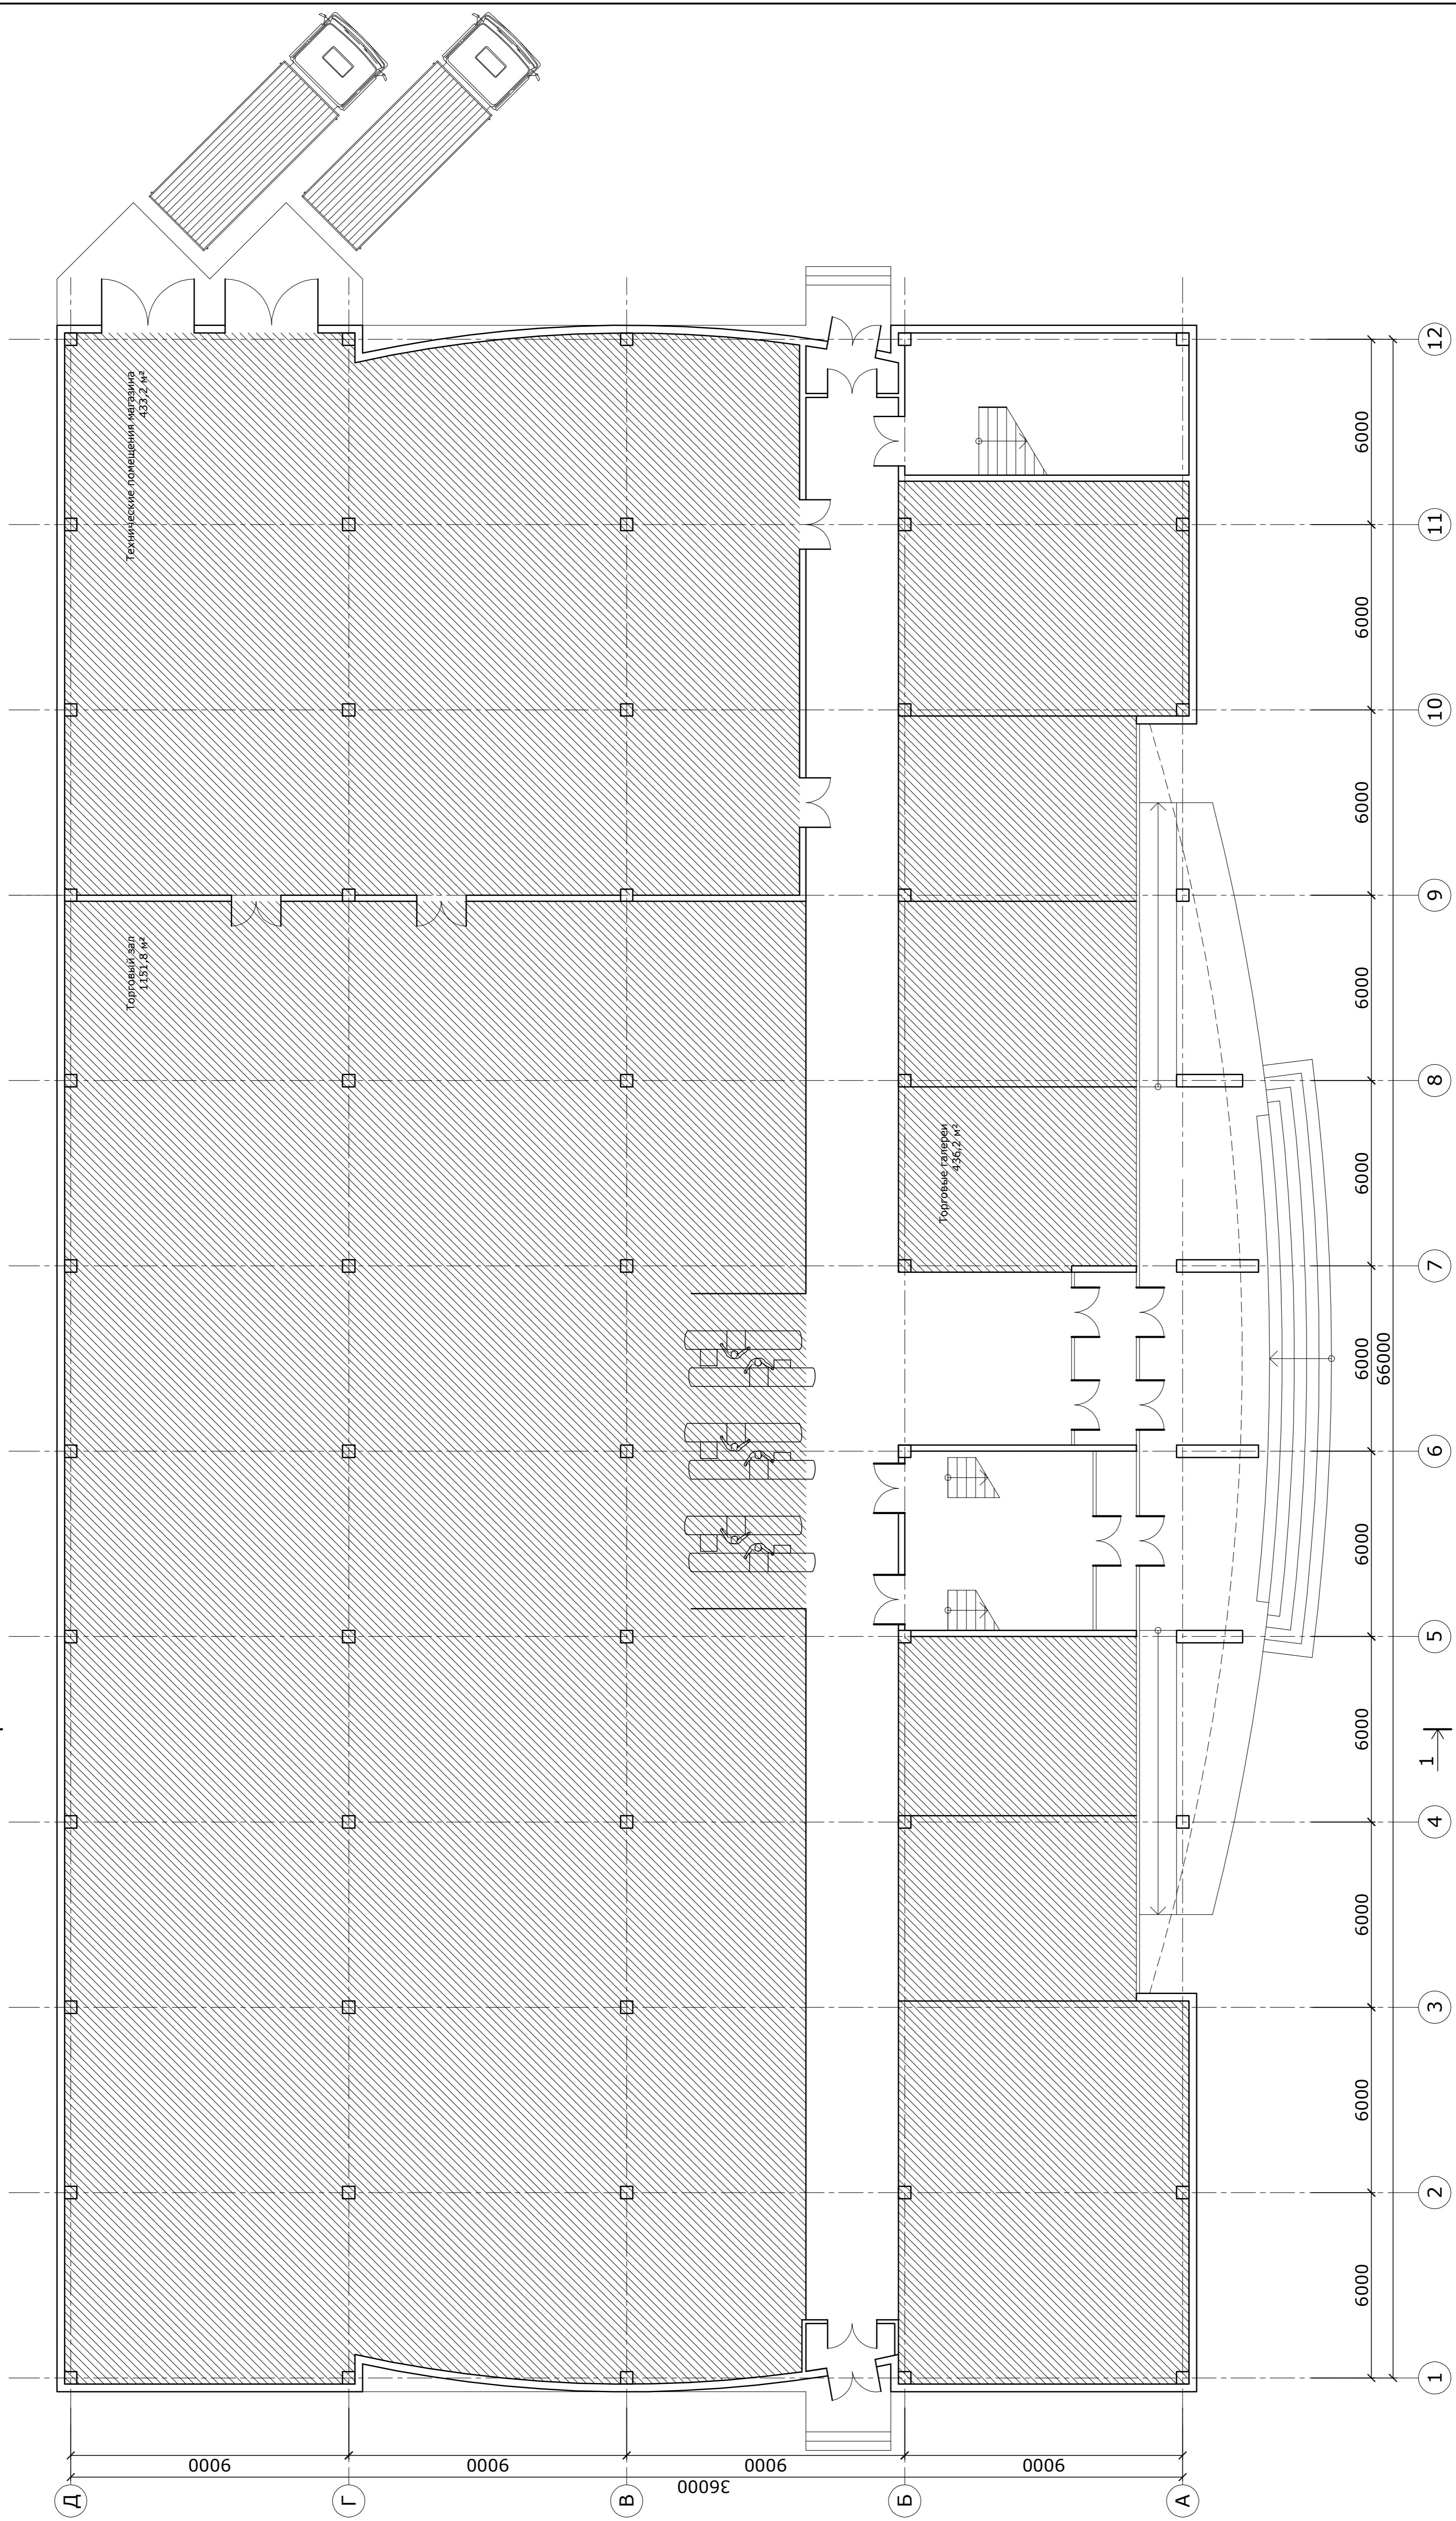 Технические помещения магазина
433,2 м²
Торговый зал
1151,8 м²
Торговые галереи
436,2 м²
6000
6000
6000
6000
6000
6000
6000
6000
6000
6000
6000
66000
12
11
10
9
8
7
6
5
4
3
2
1
1
9000
9000
9000
9000
36000
Д
Г
В
Б
А